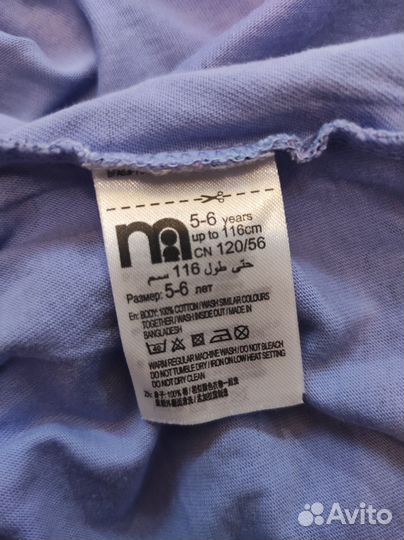 5-6 years
up to 116cm
CN 120/56
حتى طول 116 سم
Размер: 5-6 лет
En: BODY: 100% COTTON / WASH SIMILAR COLOURS
TOGETHER / WASH INSIDE OUT / MADE IN
BANGLADESH
WARM REGULAR MACHINE WASH / DO NOT BLEACH
DO NOT TUMBLE DRY / IRON ON LOW HEAT SETTING
DO NOT DRY CLEAN
100% 棉
Avito